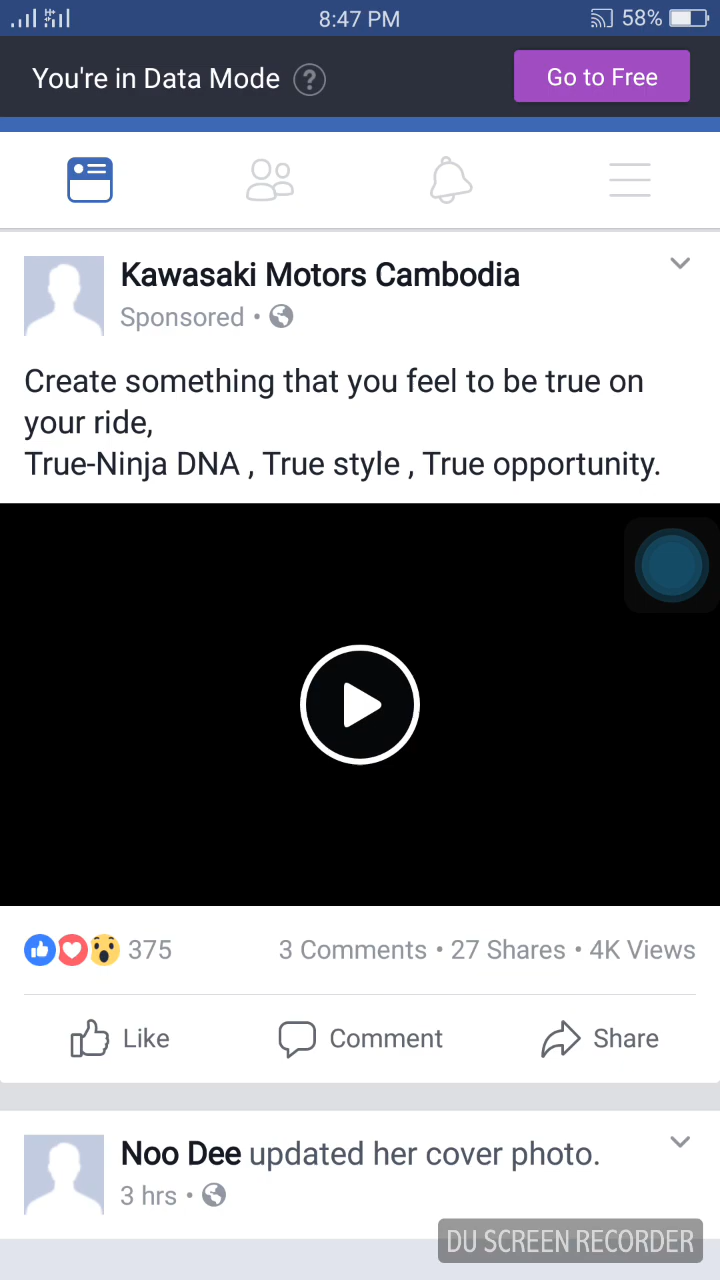 8:47 PM 58%
You're in Data Mode ? Go to Free
Kawasaki Motors Cambodia
Sponsored •
Create something that you feel to be true on
your ride,
True-Ninja DNA , True style , True opportunity.
375 3 Comments • 27 Shares • 4K Views
Like Comment Share
Noo Dee updated her cover photo.
3 hrs •
DU SCREEN RECORDER